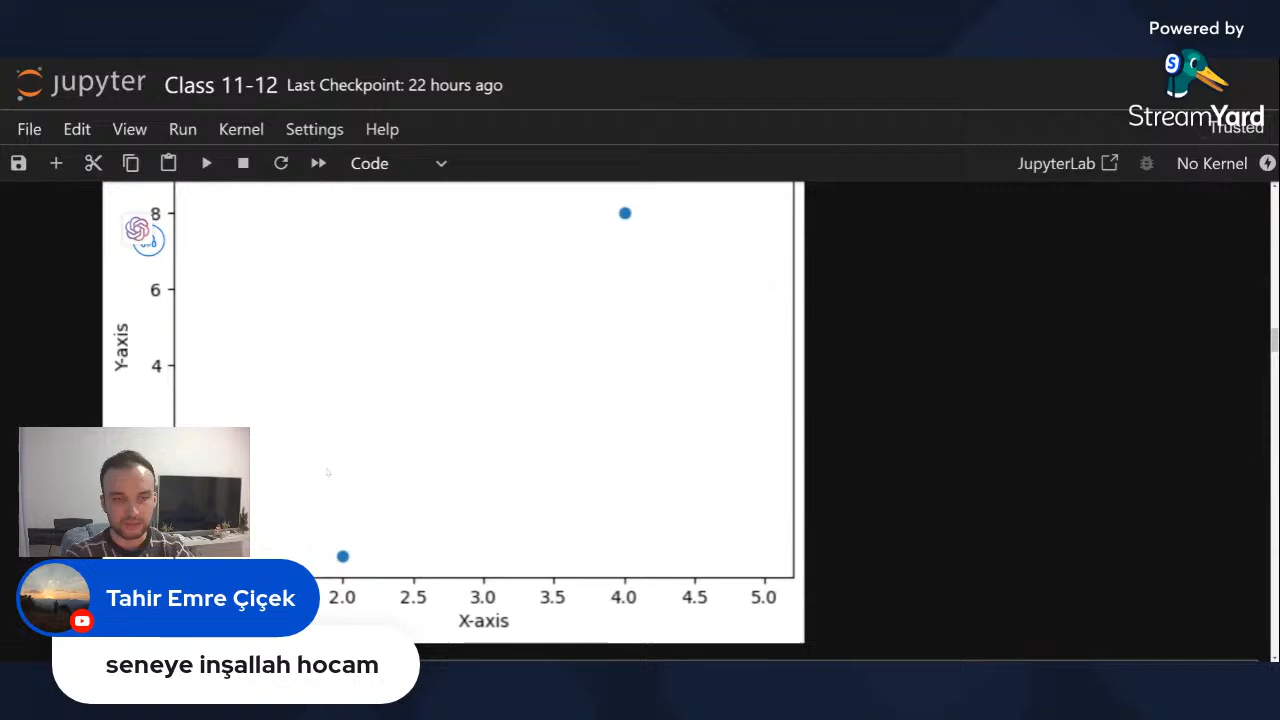 Powered by
StreamYard
jupyter Class 11-12 Last Checkpoint: 22 hours ago
File Edit View Run Kernel Settings Help
Trusted
Code
JupyterLab No Kernel
8
6
4
Y-axis
2.0 2.5 3.0 3.5 4.0 4.5 5.0
X-axis
Tahir Emre Çiçek
seneye inşallah hocam